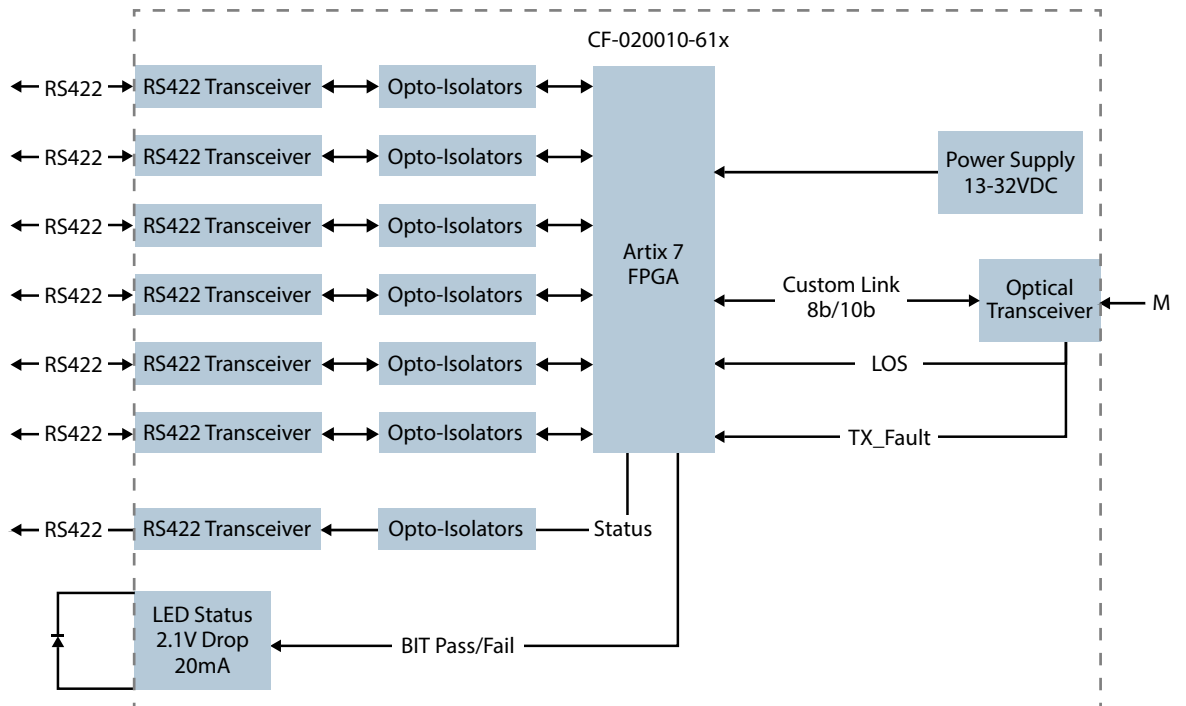 CF-020010-61x
RS422
RS422 Transceiver
Opto-Isolators
RS422
RS422 Transceiver
Opto-Isolators
RS422
RS422 Transceiver
Opto-Isolators
RS422
RS422 Transceiver
Opto-Isolators
RS422
RS422 Transceiver
Opto-Isolators
RS422
RS422 Transceiver
Opto-Isolators
Artix 7
FPGA
Power Supply
13-32VDC
Custom Link
8b/10b
Optical
Transceiver
M
LOS
TX_Fault
RS422
RS422 Transceiver
Opto-Isolators
Status
LED Status
2.1V Drop
20mA
BIT Pass/Fail